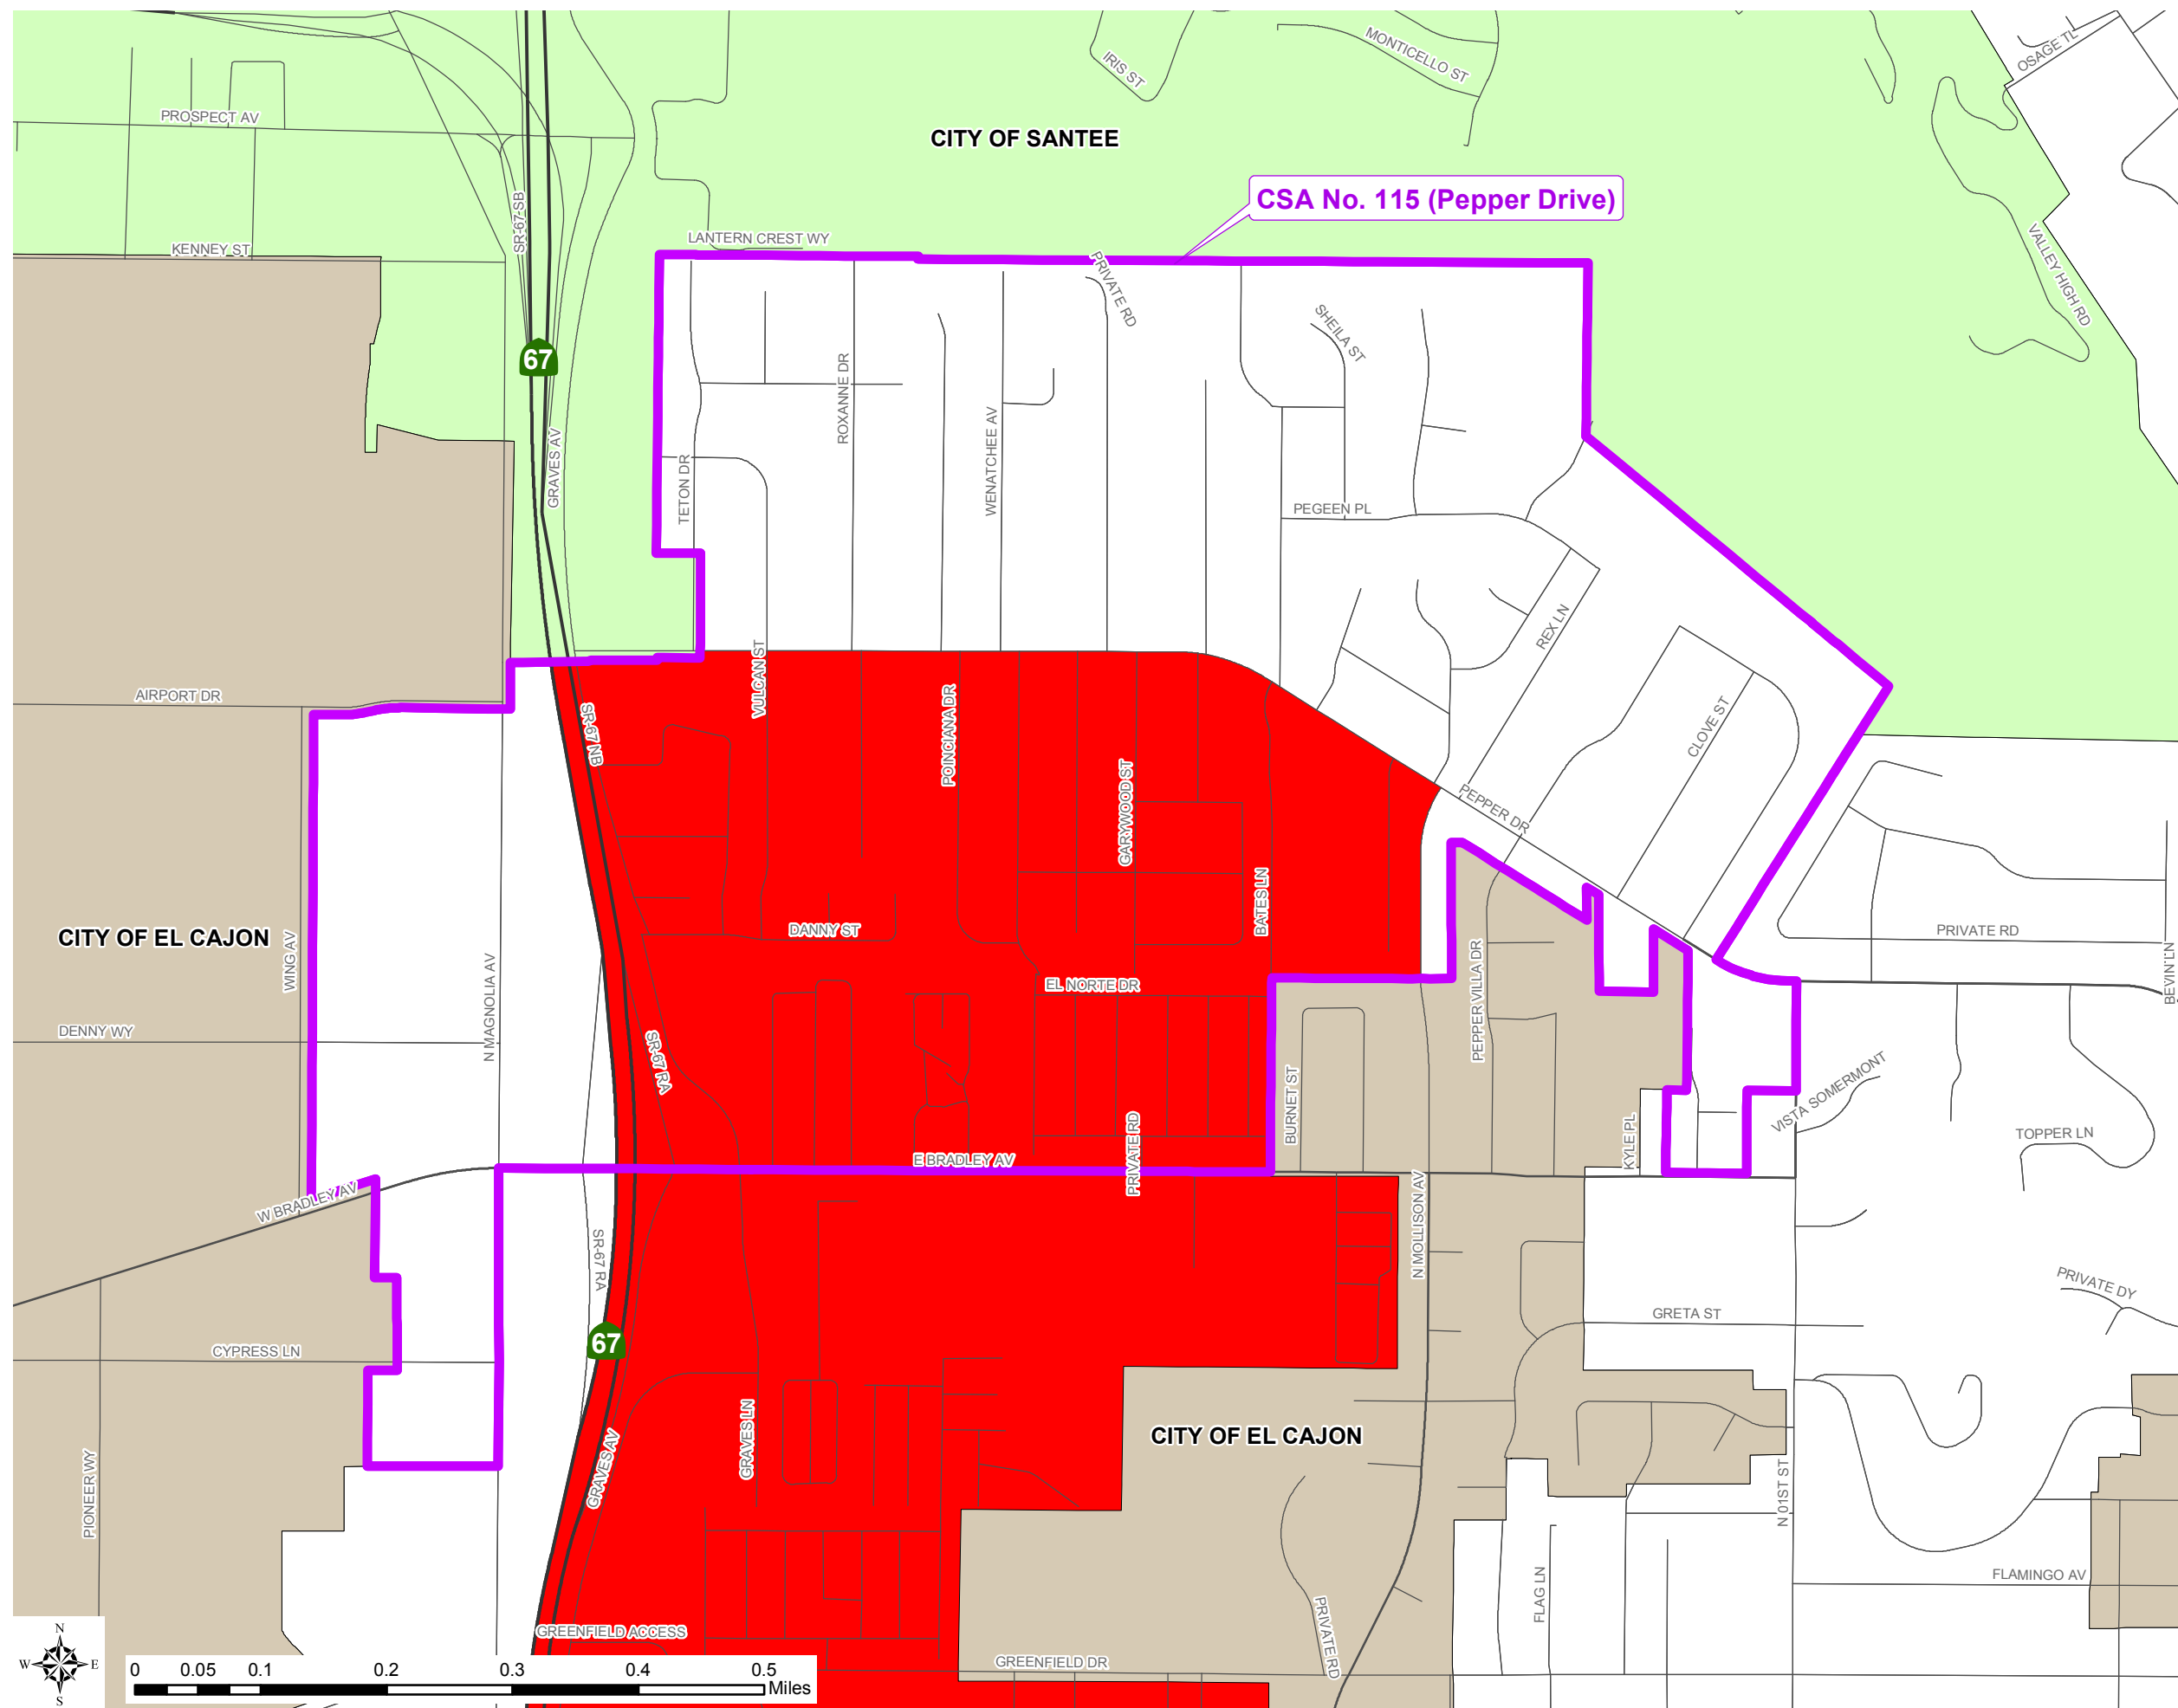 OSAGE TL
MONTICELLO ST
IRIS ST
PROSPECT AV
CITY OF SANTEE
CSA No. 115 (Pepper Drive)
SR-67-SB
LANTERN CREST WY
KENNEY ST
VALLEY HIGH RD
PRIVATE RD
SHEILA ST
67
ROXANNE DR
WENATCHEE AV
GRAVES AV
TETON DR
PEGEEN PL
REX LN
VULCAN ST
AIRPORT DR
POINCIANA DR
CLOVE ST
SR-67 NB
GARYWOOD ST
PEPPER DR
BATES LN
CITY OF EL CAJON
WING AV
DANNY ST
PRIVATE RD
BEVIN LN
N MAGNOLIA AV
EL NORTE DR
PEPPER VILLA DR
DENNY WY
SR-67 RA
VISTA SOMERMONT
BURNET ST
KYLE PL
TOPPER LN
PRIVATE RD
E BRADLEY AV
W BRADLEY AV
N MOLLISON AV
SR-67 RA
PRIVATE DY
GRETA ST
67
CYPRESS LN
GRAVES LN
CITY OF EL CAJON
GRAVES AV
PIONEER WY
N 01ST ST
FLAG LN
FLAMINGO AV
PRIVATE RD
GREENFIELD ACCESS
GREENFIELD DR
N
W E
S
0 0.05 0.1 0.2 0.3 0.4 0.5
Miles